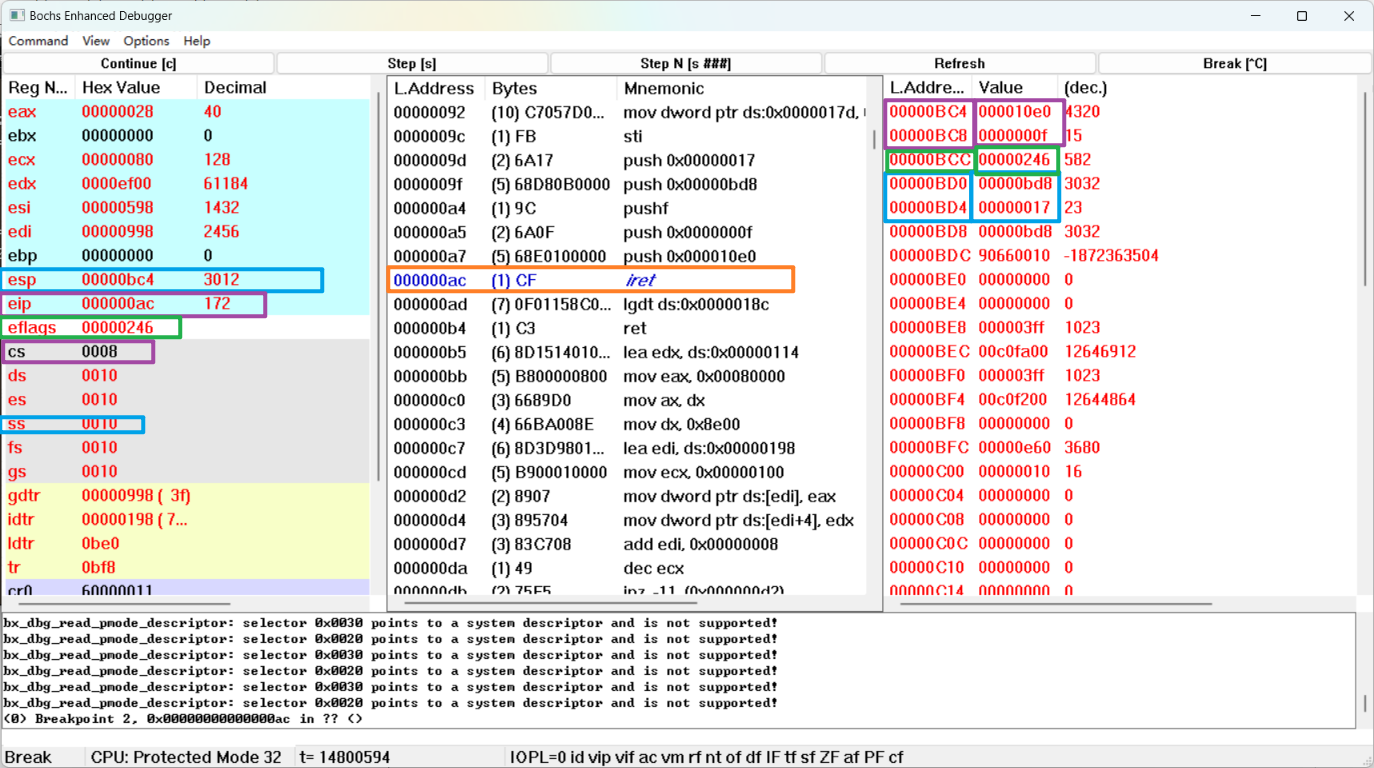 Bochs Enhanced Debugger
Command View Options Help
Continue [c] Step [s] Step N [s ###] Refresh Break [^C]
Reg N... Hex Value Decimal
eax 00000028 40
ebx 00000000 0
ecx 00000080 128
edx 0000ef00 61184
esi 00000598 1432
edi 00000998 2456
ebp 00000000 0
esp 00000bc4 3012
eip 000000ac 172
eflags 00000246
cs 0008
ds 0010
es 0010
ss 0010
fs 0010
gs 0010
gdtr 00000998 ( 3f)
idtr 00000198 ( 7...
ldtr 0be0
tr 0bf8
cr0 60000011
L.Address Bytes Mnemonic
00000092 (10) C7057D0... mov dword ptr ds:0x0000017d,
0000009c (1) FB sti
0000009d (2) 6A17 push 0x00000017
0000009f (5) 68D80B0000 push 0x00000bd8
000000a4 (1) 9C pushf
000000a5 (2) 6A0F push 0x0000000f
000000a7 (5) 68E0100000 push 0x000010e0
000000ac (1) CF iret
000000ad (7) 0F01158C0... lgdt ds:0x0000018c
000000b4 (1) C3 ret
000000b5 (6) 8D1514010... lea edx, ds:0x00000114
000000bb (5) B800000800 mov eax, 0x00080000
000000c0 (3) 6689D0 mov ax, dx
000000c3 (4) 66BA008E mov dx, 0x8e00
000000c7 (6) 8D3D9801... lea edi, ds:0x00000198
000000cd (5) B900010000 mov ecx, 0x00000100
000000d2 (2) 8907 mov dword ptr ds:[edi], eax
000000d4 (3) 895704 mov dword ptr ds:[edi+4], edx
000000d7 (3) 83C708 add edi, 0x00000008
000000da (1) 49 dec ecx
000000db (2) 75F5 jnz -11 (0x000000d2)
L.Addre... Value (dec.)
00000BC4 000010e0 4320
00000BC8 0000000f 15
00000BCC 00000246 582
00000BD0 00000bd8 3032
00000BD4 00000017 23
00000BD8 00000bd8 3032
00000BDC 90660010 -1872363504
00000BE0 00000000 0
00000BE4 00000000 0
00000BE8 000003ff 1023
00000BEC 00c0fa00 12646912
00000BF0 000003ff 1023
00000BF4 00c0f200 12644864
00000BF8 00000000 0
00000BFC 00000e60 3680
00000C00 00000010 16
00000C04 00000000 0
00000C08 00000000 0
00000C0C 00000000 0
00000C10 00000000 0
00000C14 00000000 0
bx_dbg_read_pmode_descriptor: selector 0x0030 points to a system descriptor and is not supported!
bx_dbg_read_pmode_descriptor: selector 0x0020 points to a system descriptor and is not supported!
bx_dbg_read_pmode_descriptor: selector 0x0030 points to a system descriptor and is not supported!
bx_dbg_read_pmode_descriptor: selector 0x0020 points to a system descriptor and is not supported!
bx_dbg_read_pmode_descriptor: selector 0x0030 points to a system descriptor and is not supported!
bx_dbg_read_pmode_descriptor: selector 0x0020 points to a system descriptor and is not supported!
(0) Breakpoint 2, 0x00000000000000ac in ?? ()
Break CPU: Protected Mode 32 t= 14800594 IOPL=0 id vip vif ac vm rf nt of df IF tf sf ZF af PF cf